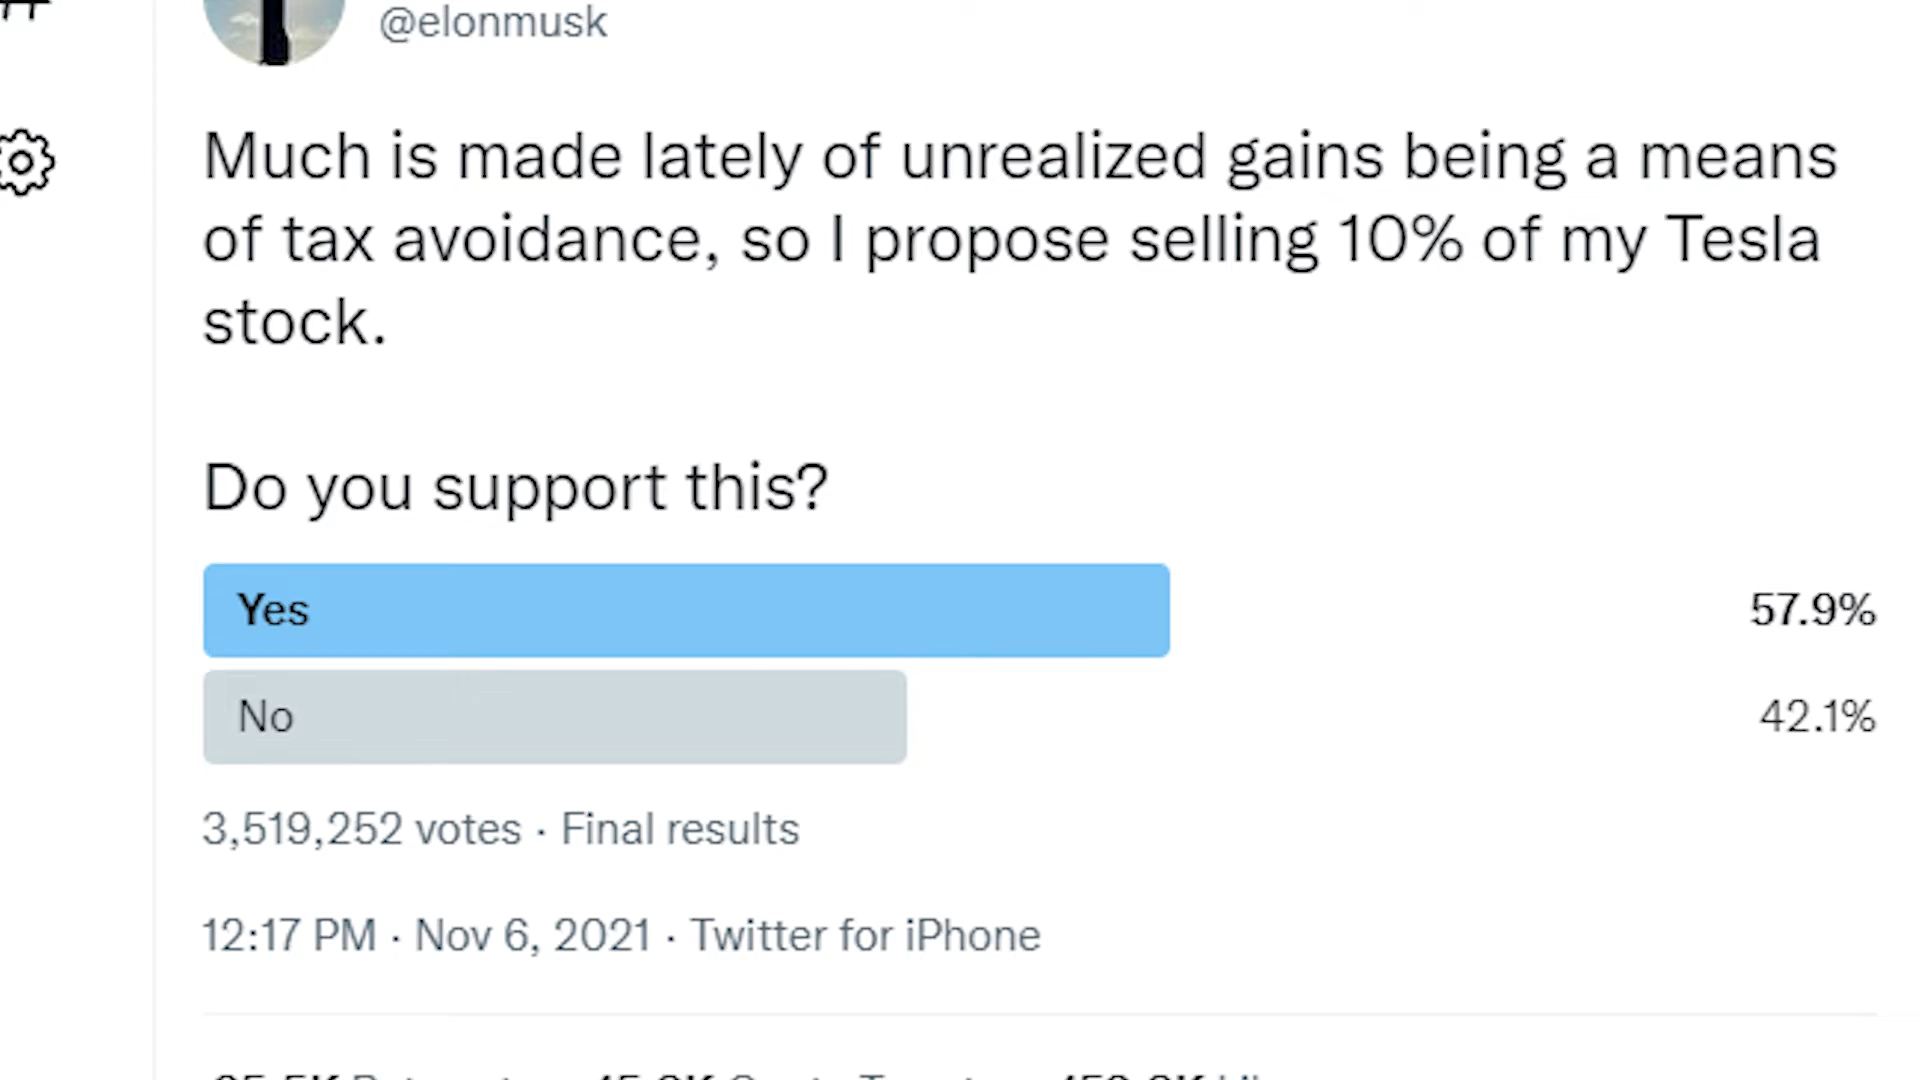 @elonmusk
Much is made lately of unrealized gains being a means
of tax avoidance, so I propose selling 10% of my Tesla
stock.
Do you support this?
Yes 57.9%
No 42.1%
3,519,252 votes · Final results
12:17 PM · Nov 6, 2021 · Twitter for iPhone